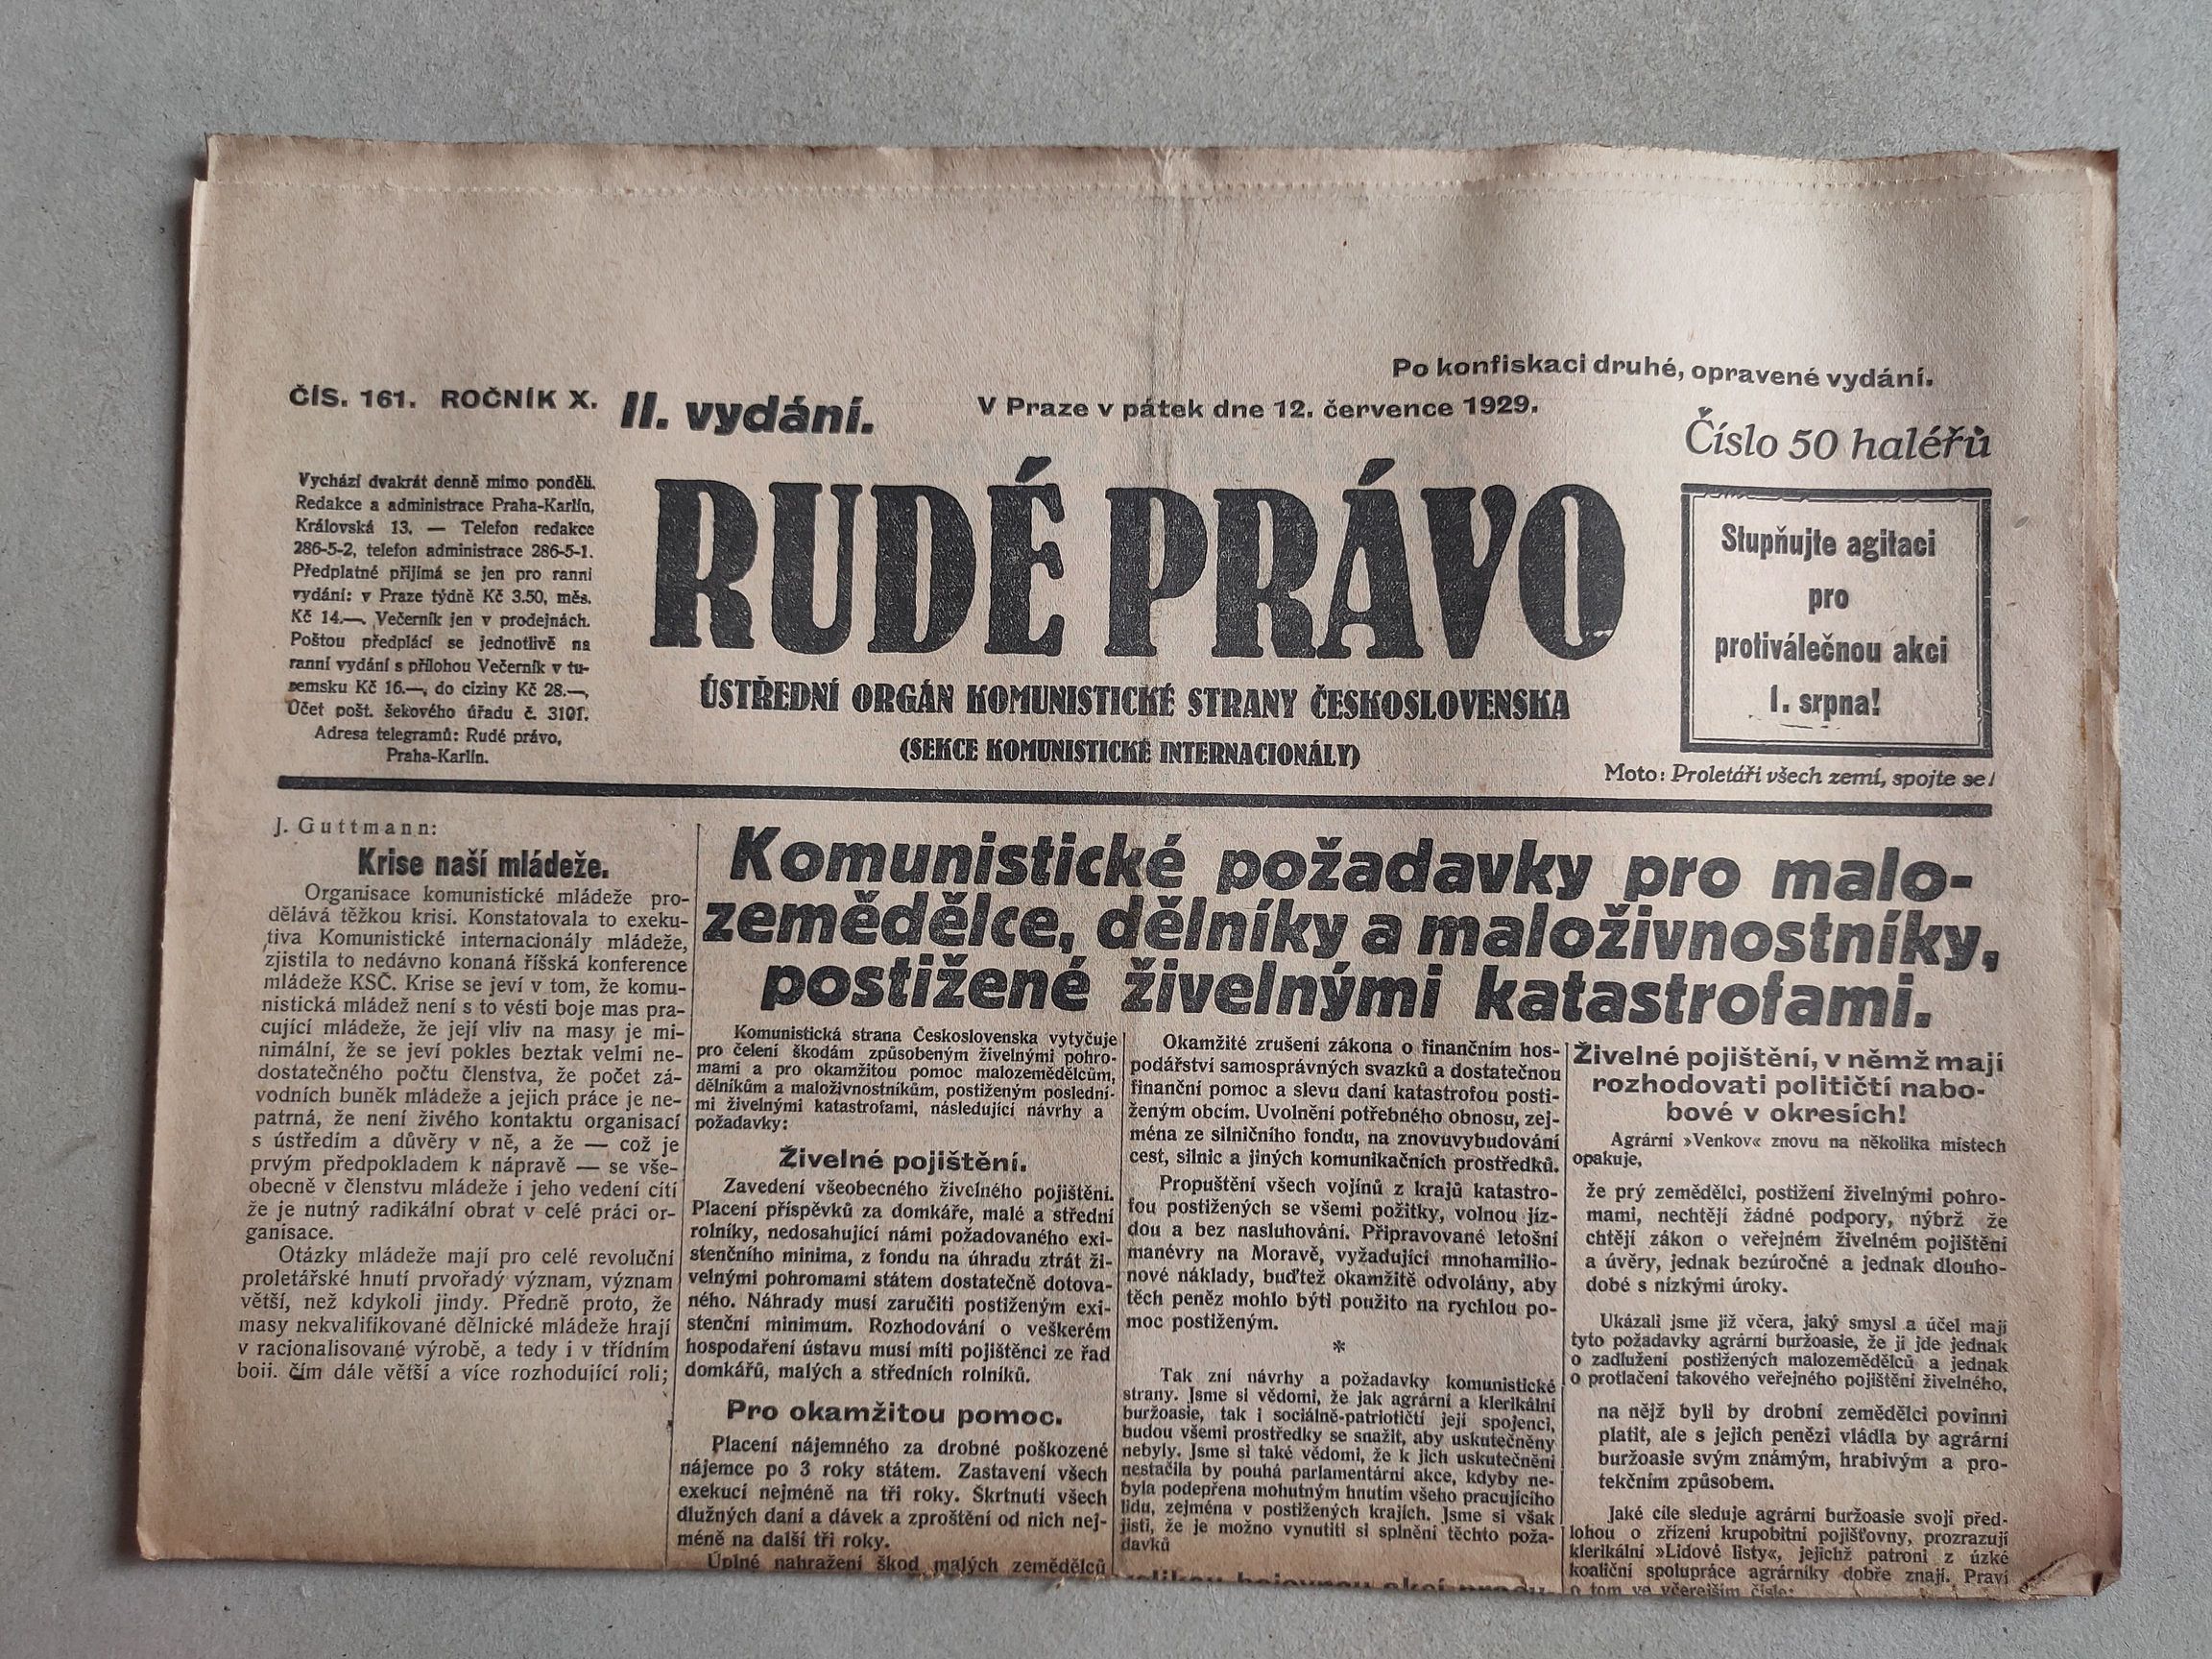 Po konfiskaci druhé, opravené vydání.
ČÍS. 161. ROČNÍK X. II. vydání. V Praze v pátek dne 12. července 1929.
Číslo 50 haléřů
Vychází dvakrát denně mimo pondělí.
Redakce a administrace Praha-Karlín,
Královská 13. — Telefon redakce
286-5-2, telefon administrace 286-5-1.
Předplatné přijímá se jen pro ranní
vydání: v Praze týdně Kč 3.50, měs.
Kč 14.—. Večerník jen v prodejnách.
Poštou předplácí se jednotlivě na
ranní vydání s přílohou Večerník v tu-
zemsku Kč 16.—, do ciziny Kč 28.—,
Účet pošt. šekového úřadu č. 3101.
Adresa telegramů: Rudé právo,
Praha-Karlín.
RUDÉ PRÁVO
ÚSTŘEDNÍ ORGÁN KOMUNISTICKÉ STRANY ČESKOSLOVENSKA
(SEKCE KOMUNISTICKÉ INTERNACIONÁLY)
Stupňujte agitaci
pro
protiválečnou akci
1. srpna!
Moto: Proletáři všech zemí, spojte se!
J. Guttmann:
Krise naší mládeže.
Organisace komunistické mládeže pro-
dělává těžkou krisi. Konstatovala to exeku-
tiva Komunistické internacionály mládeže,
zjistila to nedávno konaná říšská konference
mládeže KSČ. Krise se jeví v tom, že komu-
nistická mládež není s to vésti boje mas pra-
cující mládeže, že její vliv na masy je mi-
nimální, že se jeví pokles beztak velmi ne-
dostatečného počtu členstva, že počet zá-
vodních buněk mládeže a jejich práce je ne-
patrná, že není živého kontaktu organisací
s ústředím a důvěry v ně, a že — což je
prvým předpokladem k nápravě — se vše-
obecně v členstvu mládeže i jeho vedení cítí
že je nutný radikální obrat v celé práci or-
ganisace.
Otázky mládeže mají pro celé revoluční
proletářské hnutí prvořadý význam, význam
větší, než kdykoli jindy. Předně proto, že
masy nekvalifikované dělnické mládeže hrají
v racionalisované výrobě, a tedy i v třídním
boji, čím dále větší a více rozhodující roli;
Komunistické požadavky pro malo-
zemědělce, dělníky a maloživnostníky,
postižené živelnými katastrofami.
Komunistická strana Československa vytyčuje
pro čelení škodám způsobeným živelnými pohro-
mami a pro okamžitou pomoc malozemědělcům,
dělníkům a maloživnostníkům, postiženým poslední-
mi živelnými katastrofami, následující návrhy a
požadavky:
Živelné pojištění.
Zavedení všeobecného živelného pojištění.
Placení příspěvků za domkáře, malé a střední
rolníky, nedosahující námi požadovaného exi-
stenčního minima, z fondu na úhradu ztrát ži-
velnými pohromami státem dostatečně dotova-
ného. Náhrady musí zaručiti postiženým exi-
stenční minimum. Rozhodování o veškerém
hospodaření ústavu musí míti pojištěnci ze řad
domkářů, malých a středních rolníků.
Pro okamžitou pomoc.
Placení nájemného za drobné poškozené
nájemce po 3 roky státem. Zastavení všech
exekucí nejméně na tři roky. Škrtnutí všech
dlužných daní a dávek a zproštění od nich nej-
méně na další tři roky.
Úplné nahražení škod malých zemědělců
Okamžité zrušení zákona o finančním hos-
podářství samosprávných svazků a dostatečnou
finanční pomoc a slevu daní katastrofou posti-
ženým obcím. Uvolnění potřebného obnosu, zej-
ména ze silničního fondu, na znovuvybudování
cest, silnic a jiných komunikačních prostředků.
Propuštění všech vojínů z krajů katastro-
fou postižených se všemi požitky, volnou jíz-
dou a bez nasluhování. Připravované letošní
manévry na Moravě, vyžadující mnohamilio-
nové náklady, buďtež okamžitě odvolány, aby
těch peněz mohlo býti použito na rychlou po-
moc postiženým.
*
Tak zní návrhy a požadavky komunistické
strany. Jsme si vědomi, že jak agrární a klerikální
buržoasie, tak i sociálně-patriotičtí její spojenci,
budou všemi prostředky se snažit, aby uskutečněny
nebyly. Jsme si také vědomi, že k jich uskutečnění
nestačila by pouhá parlamentární akce, kdyby ne-
byla podepřena mohutným hnutím všeho pracujícího
lidu, zejména v postižených krajích. Jsme si však
jisti, že je možno vynutiti si splnění těchto poža-
davků
velikou bojovnou akcí
Živelné pojištění, v němž mají
rozhodovati političtí nabo-
bové v okresích!
Agrární »Venkov« znovu na několika místech
opakuje,
že prý zemědělci, postižení živelnými pohro-
mami, nechtějí žádné podpory, nýbrž že
chtějí zákon o veřejném živelném pojištění
a úvěry, jednak bezúročné a jednak dlouho-
dobé s nízkými úroky.
Ukázali jsme již včera, jaký smysl a účel mají
tyto požadavky agrární buržoasie, že jí jde jednak
o zadlužení postižených malozemědělců a jednak
o protlačení takového veřejného pojištění živelného,
na nějž byli by drobní zemědělci povinni
platit, ale s jejich penězi vládla by agrární
buržoasie svým známým, hrabivým a pro-
tekčním způsobem.
Jaké cíle sleduje agrární buržoasie svojí před-
lohou o zřízení krupobitní pojišťovny, prozrazují
klerikální »Lidové listy«, jejichž patroni z úzké
koaliční spolupráce agrárníky dobře znají. Praví
o tom ve včerejším čísle: